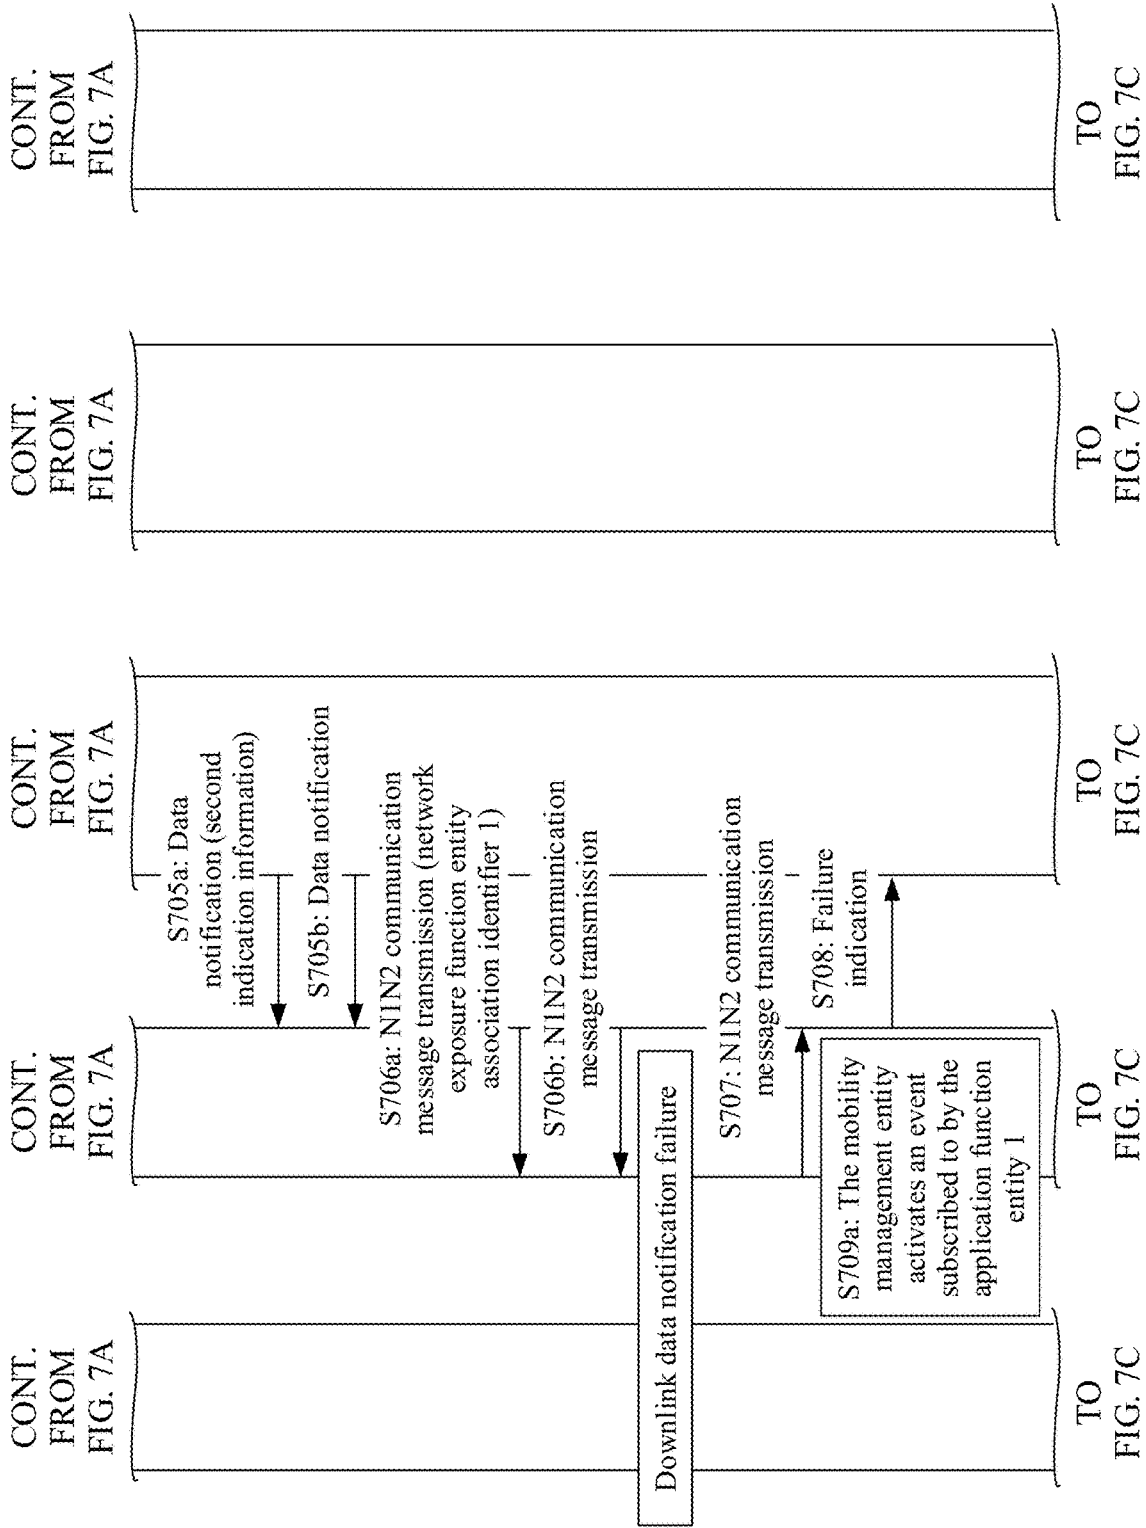 CONT.
FROM
FIG. 7A
CONT.
FROM
FIG. 7A
CONT.
FROM
FIG. 7A
CONT.
FROM
FIG. 7A
CONT.
FROM
FIG. 7A
S705a: Data
notification (second
indication information)
S705b: Data notification
S706a: N1N2 communication
message transmission (network
exposure function entity
association identifier 1)
S706b: N1N2 communication
message transmission
Downlink data notification failure
S707: N1N2 communication
message transmission
S708: Failure
indication
S709a: The mobility
management entity
activates an event
subscribed to by the
application function
entity 1
TO
FIG. 7C
TO
FIG. 7C
TO
FIG. 7C
TO
FIG. 7C
TO
FIG. 7C